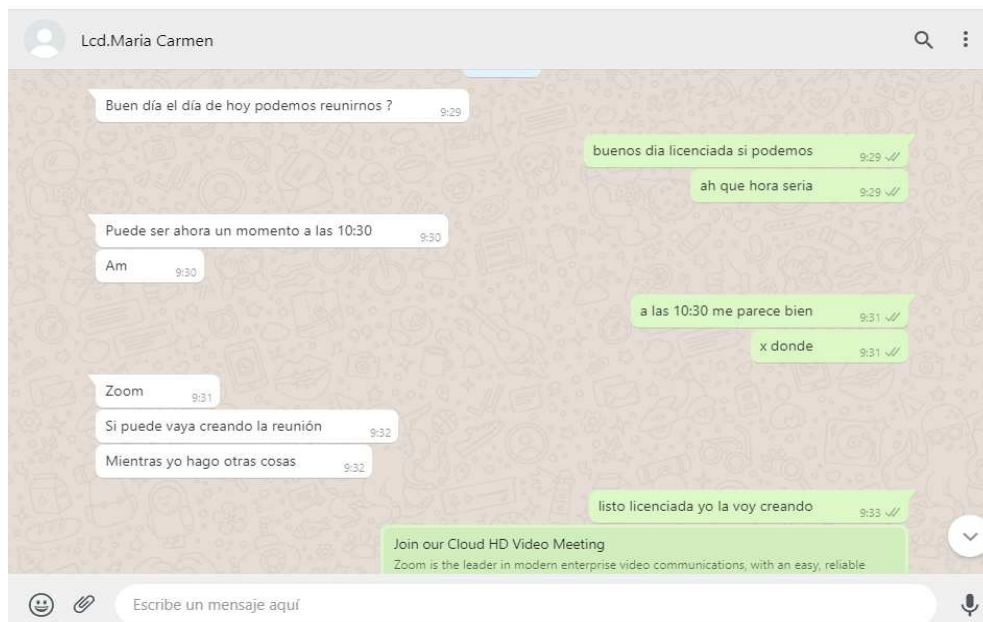 Lcd.Maria Carmen
Buen día el día de hoy podemos reunirnos ?
9:29
buenos dia licenciada si podemos
9:29
ah que hora seria
9:29
Puede ser ahora un momento a las 10:30
9:30
Am
9:30
a las 10:30 me parece bien
9:31
x donde
9:31
Zoom
9:31
Si puede vaya creando la reunión
9:32
Mientras yo hago otras cosas
9:32
listo licenciada yo la voy creando
9:33
Join our Cloud HD Video Meeting
Zoom is the leader in modern enterprise video communications, with an easy, reliable
Escribe un mensaje aquí